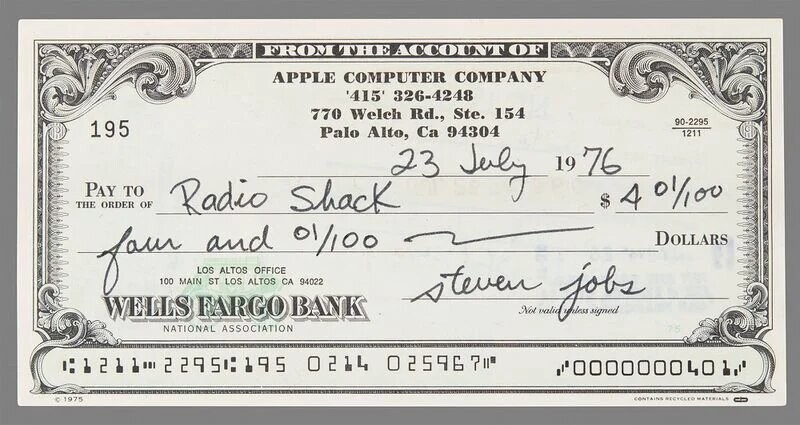 FROM THE ACCOUNT OF
APPLE COMPUTER COMPANY
'415' 326-4248
770 Welch Rd., Ste. 154
Palo Alto, Ca 94304
195
90-2295
1211
23 July 1976
PAY TO
THE ORDER OF Radio Shack $ 4 01/100
four and 01/100 DOLLARS
LOS ALTOS OFFICE
100 MAIN ST LOS ALTOS CA 94022
WELLS FARGO BANK
NATIONAL ASSOCIATION
steven jobs
Not valid unless signed
75
⑆1211⑉2295⑆195 0214 025967⑈ ⑇0000000401⑇
© 1975
CONTAINS RECYCLED MATERIALS